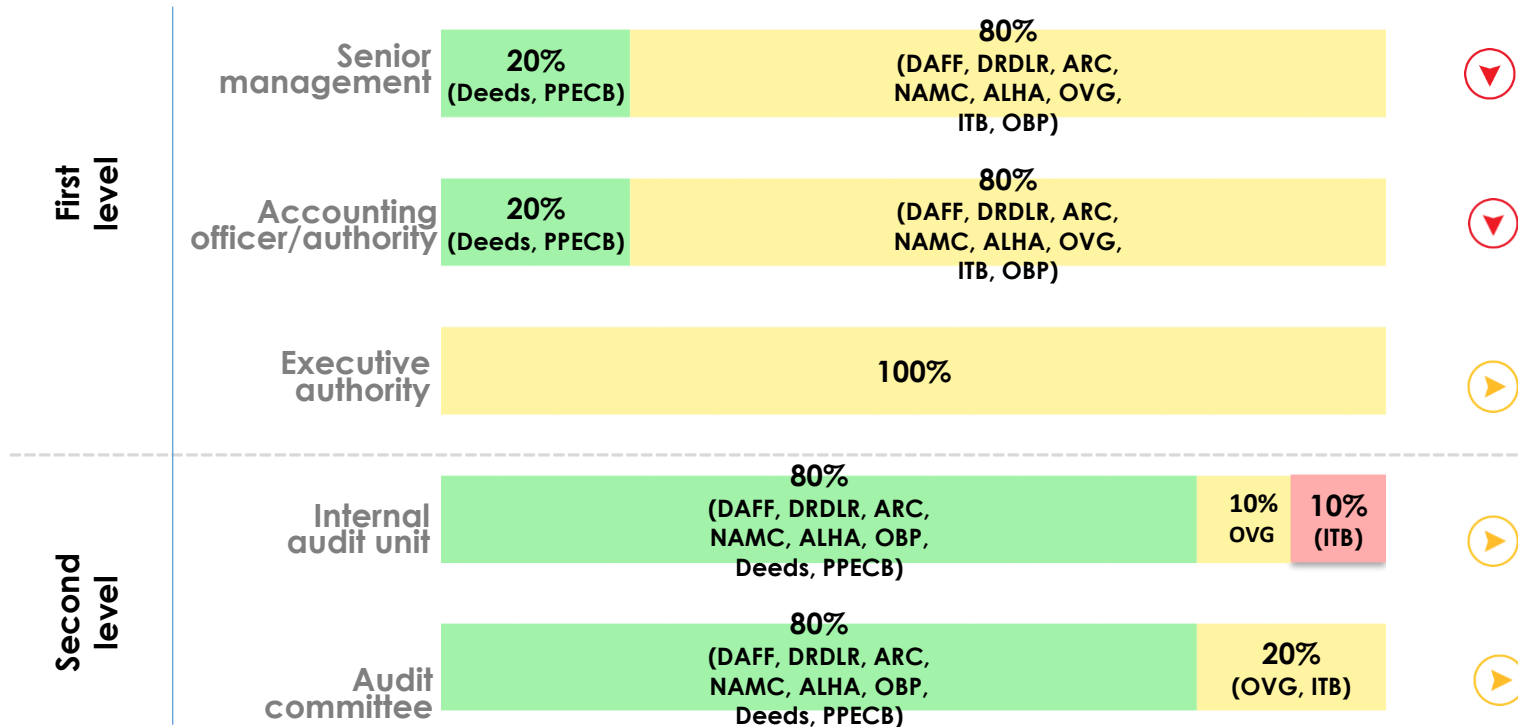 First
level
Senior
management
20%
(Deeds, PPECB)
80%
(DAFF, DRDLR, ARC,
NAMC, ALHA, OVG,
ITB, OBP)
Accounting
officer/authority
20%
(Deeds, PPECB)
80%
(DAFF, DRDLR, ARC,
NAMC, ALHA, OVG,
ITB, OBP)
Executive
authority
100%
Second
level
Internal
audit unit
80%
(DAFF, DRDLR, ARC,
NAMC, ALHA, OBP,
Deeds, PPECB)
10%
OVG
10%
(ITB)
Audit
committee
80%
(DAFF, DRDLR, ARC,
NAMC, ALHA, OBP,
Deeds, PPECB)
20%
(OVG, ITB)